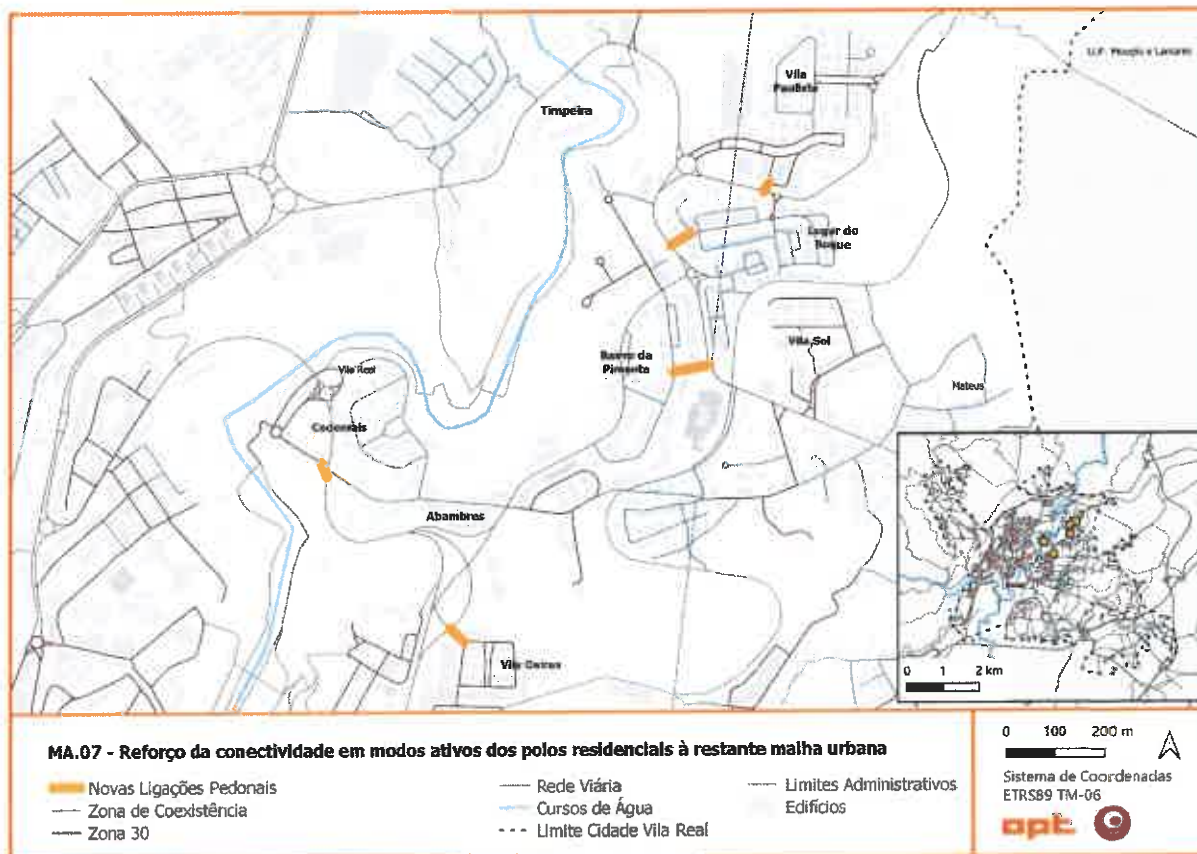 U.F. Mouçós e Lamares
Vila
Paulista
Timpeira
Lugar do
Boque
Bairro da
Pimenta
Vila Sol
Mateus
Vila Real
Codorrais
Abambres
Vila Oeiras
0 1 2 km
MA.07 - Reforço da conectividade em modos ativos dos polos residenciais à restante malha urbana
Novas Ligações Pedonais
Zona de Coexistência
Zona 30
Rede Viária
Cursos de Água
Limite Cidade Vila Real
Limites Administrativos
Edifícios
0 100 200 m
Sistema de Coordenadas
ETRS89 TM-06
opt